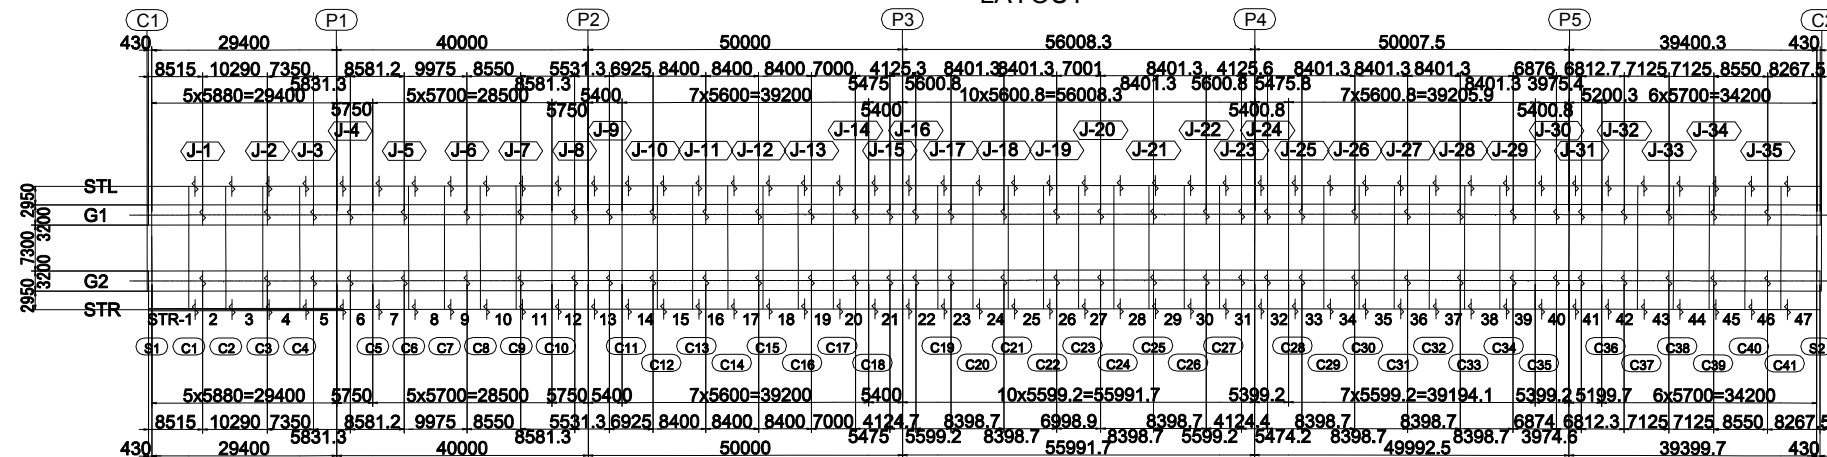 LAYOUT
C1 P1 P2 P3 P4 P5
430 29400 40000 50000 56008.3 50007.5 39400.3 430
8515 10290 7350 8581.2 9975 8550 5531.3 6925 8400 8400 8400 7000 4125.3 8401.3 8401.3 7001 8401.3 4125.6 8401.3 8401.3 8401.3 6876 6812.7 7125 7125 8550 8267.5
5831.3 8581.3 5475 5600.8 8401.3 5600.8 5475.8 8401.3 3975.4
5x5880=29400 5x5700=28500 5400 7x5600=39200 10x5600.8=56008.3 7x5600.8=39205.9 5200.3 6x5700=34200
5750 5750 5400 5400.8 5400.8
J-4 J-9 J-14 J-16 J-20 J-22 J-24 J-30 J-32 J-34
J-1 J-2 J-3 J-5 J-6 J-7 J-8 J-10 J-11 J-12 J-13 J-15 J-17 J-18 J-19 J-21 J-23 J-25 J-26 J-27 J-28 J-29 J-31 J-33 J-35
STL
G1
G2
STR
2950 3200 7300 3200 2950
STR-1 2 3 4 5 6 7 8 9 10 11 12 13 14 15 16 17 18 19 20 21 22 23 24 25 26 27 28 29 30 31 32 33 34 35 36 37 38 39 40 41 42 43 44 45 46 47
S1 C1 C2 C3 C4 C5 C6 C7 C8 C9 C10 C11 C13 C15 C17 C19 C21 C23 C25 C27 C28 C30 C32 C34 C36 C38 C40 S2
C12 C14 C16 C18 C20 C22 C24 C26 C29 C31 C33 C35 C37 C39 C41
5x5880=29400 5750 5x5700=28500 5750 5400 7x5600=39200 5400 10x5599.2=55991.7 5399.2 7x5599.2=39194.1 5399.2 5199.7 6x5700=34200
8515 10290 7350 8581.2 9975 8550 5531.3 6925 8400 8400 8400 7000 4124.7 8398.7 6998.9 8398.7 4124.4 8398.7 8398.7 6874 6812.3 7125 7125 8550 8267.5
5831.3 8581.3 5475 5599.2 8398.7 8398.7 5599.2 5474.2 8398.7 8398.7 3974.6
430 29400 40000 50000 55991.7 49992.5 39399.7 430